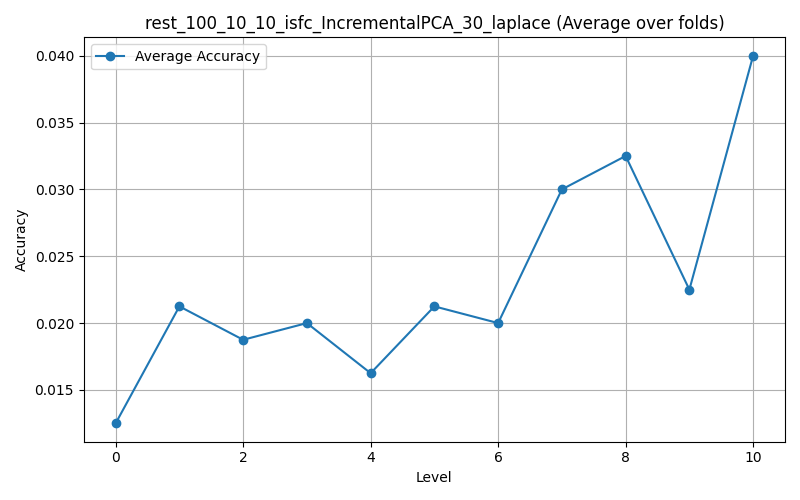 rest_100_10_10_isfc_IncrementalPCA_30_laplace (Average over folds)
Average Accuracy
0.040
0.035
0.030
0.025
0.020
0.015
Accuracy
0 2 4 6 8 10
Level